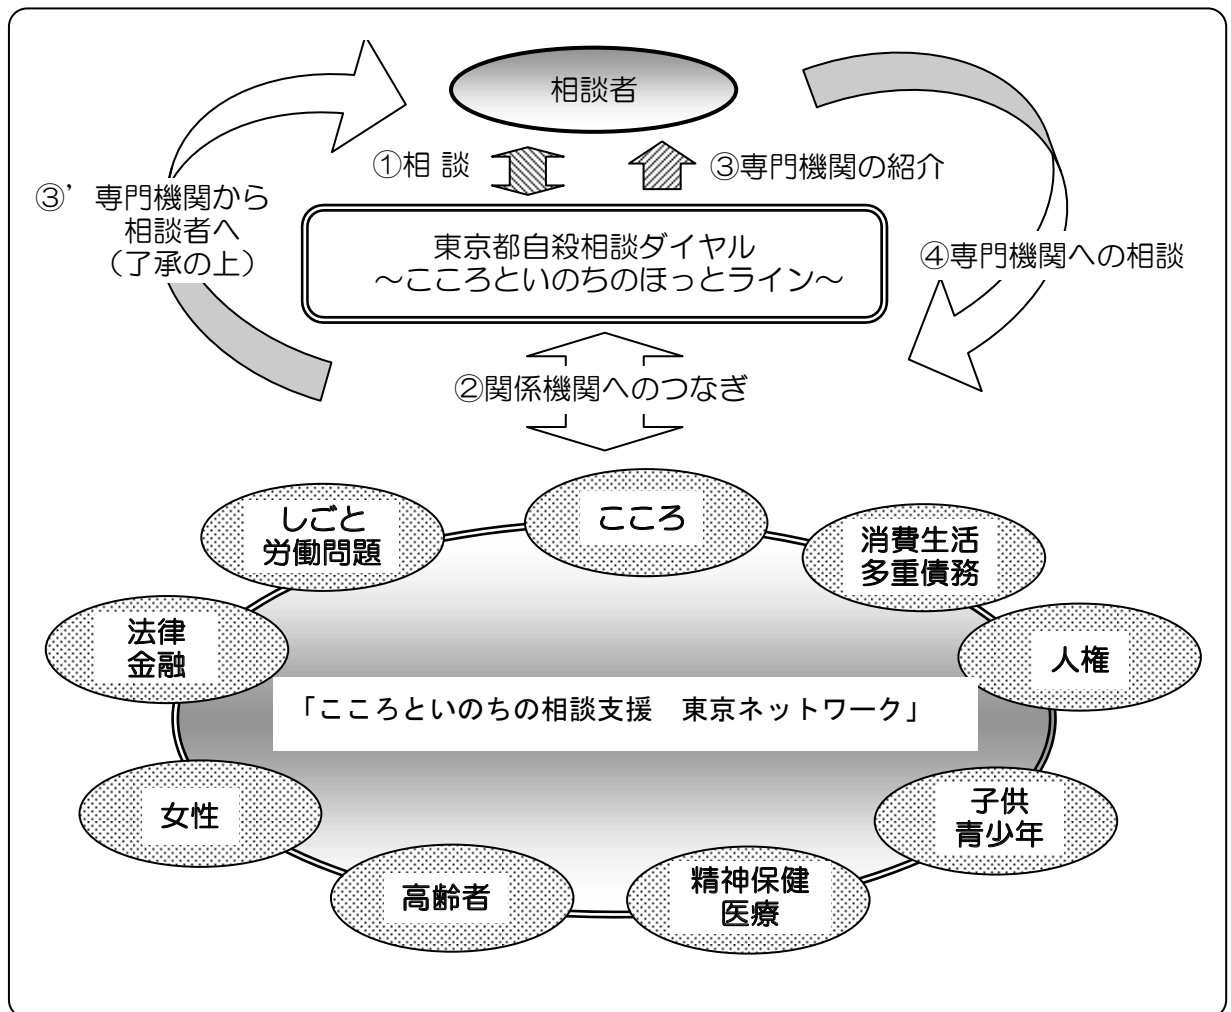 相談者
①相 談
③専門機関の紹介
③’専門機関から
相談者へ
（了承の上）
東京都自殺相談ダイヤル
～こころといのちのほっとライン～
④専門機関への相談
②関係機関へのつなぎ
しごと
労働問題
こころ
消費生活
多重債務
法律
金融
人権
「こころといのちの相談支援　東京ネットワーク」
女性
子供
青少年
高齢者
精神保健
医療